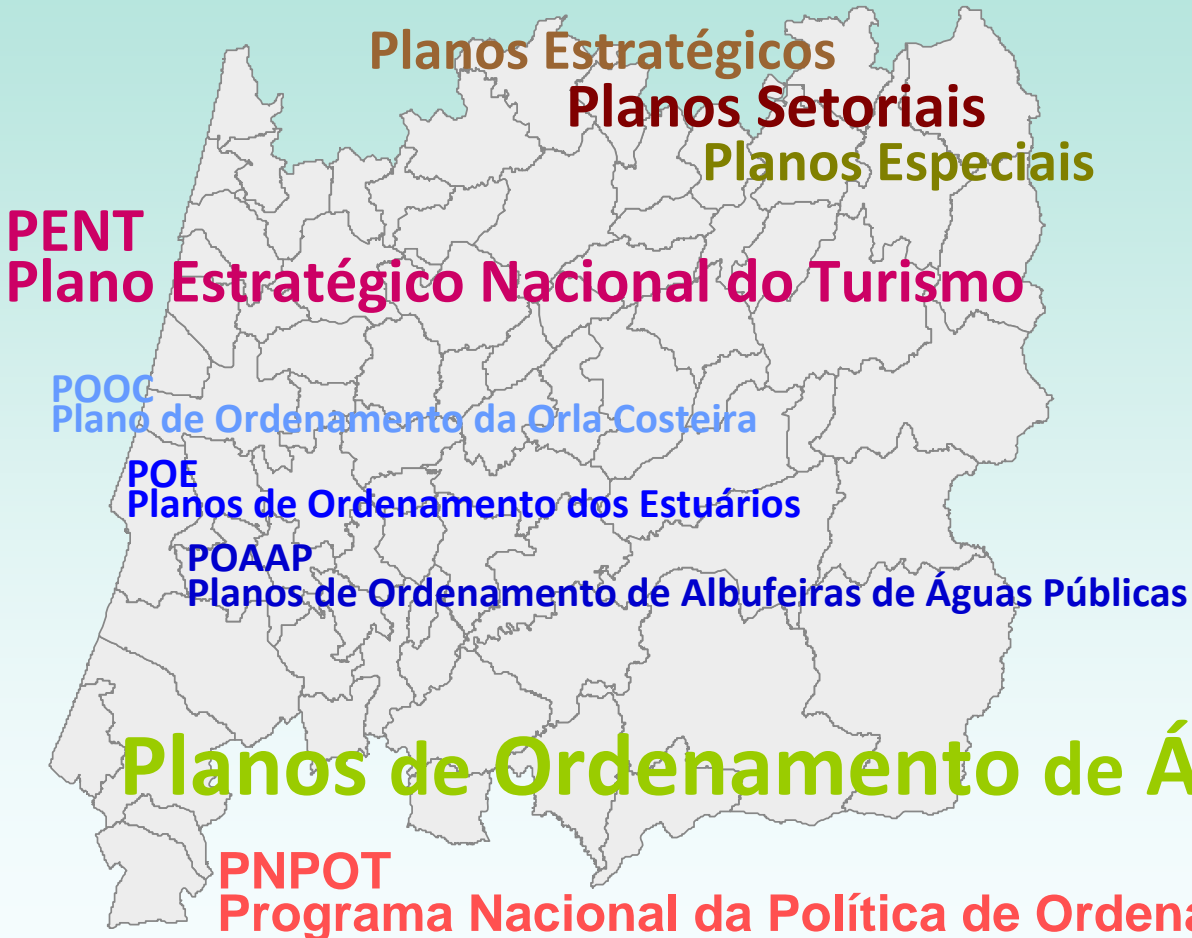 Planos Estratégicos
Planos Setoriais
Planos Especiais
PENT
Plano Estratégico Nacional do Turismo
POOC
Plano de Ordenamento da Orla Costeira
POE
Planos de Ordenamento dos Estuários
POAAP
Planos de Ordenamento de Albufeiras de Águas Públicas
Planos de Ordenamento de Á
PNPOT
Programa Nacional da Política de Ordena